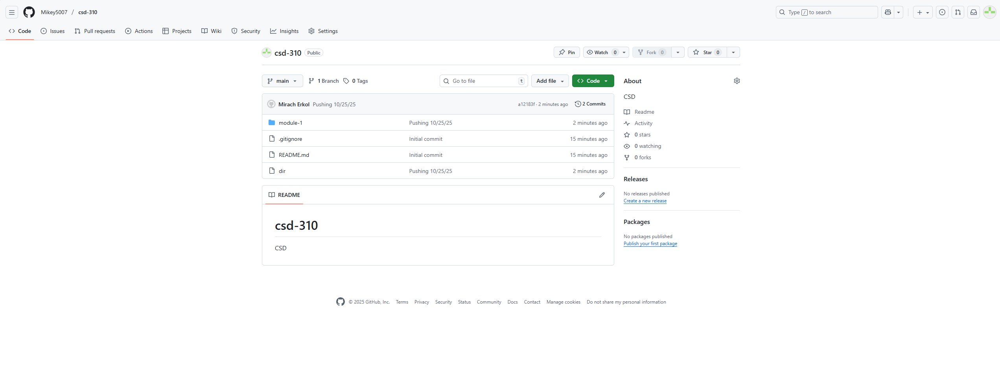 Mikey5007 / csd-310
Type / to search
Code Issues Pull requests Actions Projects Wiki Security Insights Settings
csd-310 Public
Pin Watch 0 Fork 0 Star 0
main 1 Branch 0 Tags Go to file t Add file Code
Mirach Erkol Pushing 10/25/25 a12183f · 2 minutes ago 2 Commits
module-1 Pushing 10/25/25 2 minutes ago
.gitignore Initial commit 15 minutes ago
README.md Initial commit 15 minutes ago
dir Pushing 10/25/25 2 minutes ago
README
csd-310
CSD
About
CSD
Readme
Activity
0 stars
0 watching
0 forks
Releases
No releases published
Create a new release
Packages
No packages published
Publish your first package
© 2025 GitHub, Inc. Terms Privacy Security Status Community Docs Contact Manage cookies Do not share my personal information